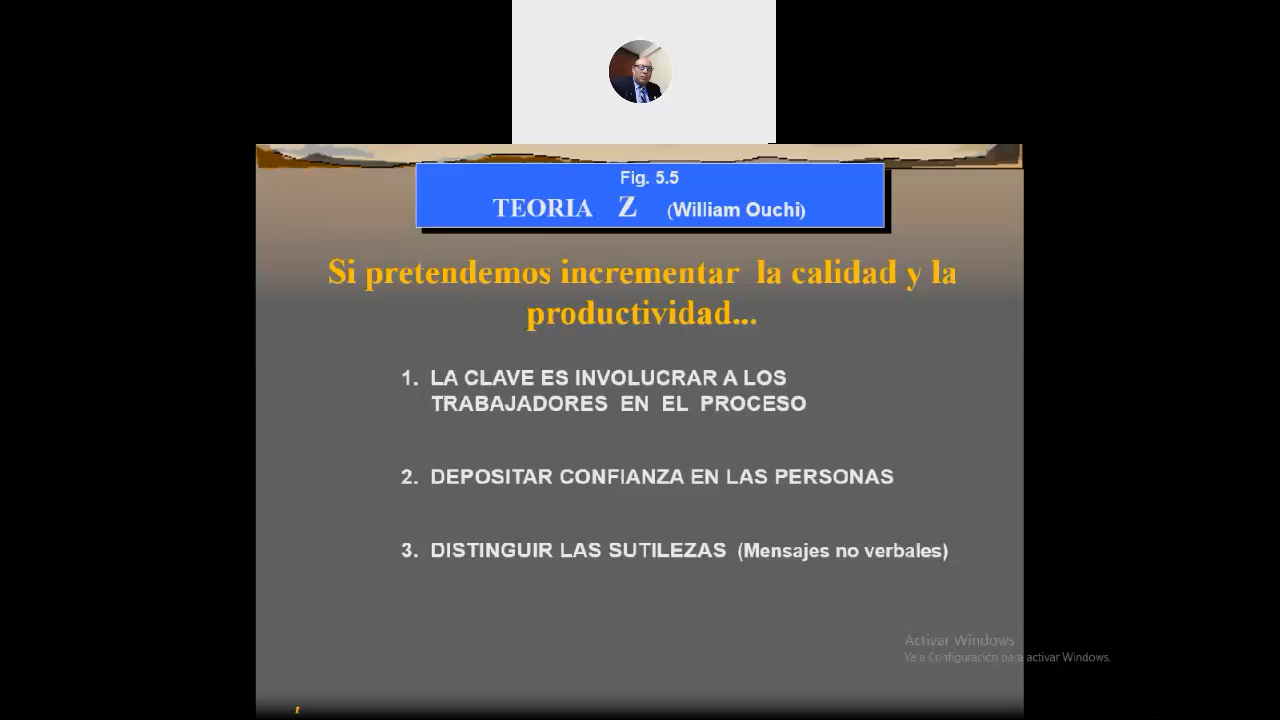 Fig. 5.5
TEORIA Z (William Ouchi)
Si pretendemos incrementar la calidad y la
productividad...
1. LA CLAVE ES INVOLUCRAR A LOS
TRABAJADORES EN EL PROCESO
2. DEPOSITAR CONFIANZA EN LAS PERSONAS
3. DISTINGUIR LAS SUTILEZAS (Mensajes no verbales)
Activar Windows
Ve a Configuración para activar Windows.